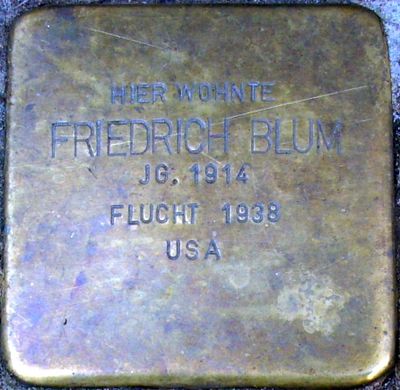 HIER WOHNTE
FRIEDRICH BLUM
JG. 1914
FLUCHT 1938
USA